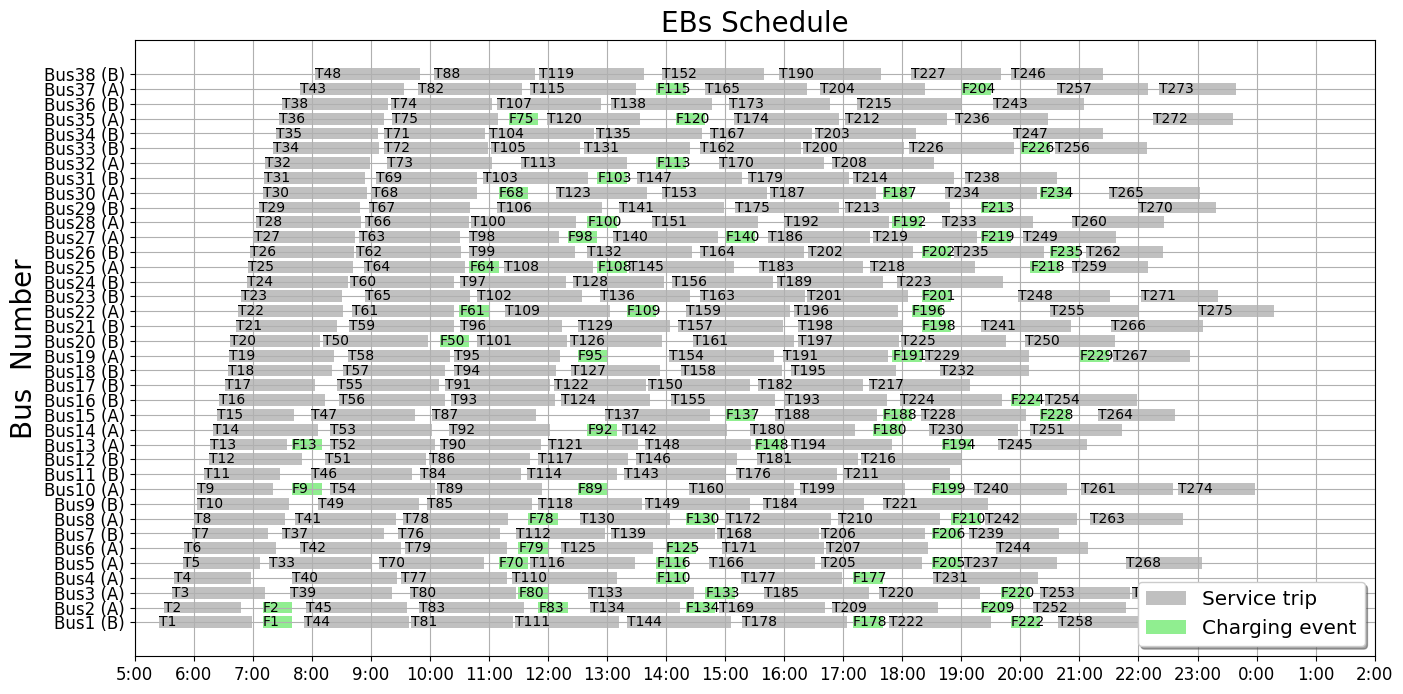 EBs Schedule
Bus Number
Bus38 (B) T48 T88 T119 T152 T190 T227 T246
Bus37 (A) T43 T82 T115 F115 T165 T204 F204 T257 T273
Bus36 (B) T38 T74 T107 T138 T173 T215 T243
Bus35 (A) T36 T75 F75 T120 F120 T174 T212 T236 T272
Bus34 (B) T35 T71 T104 T135 T167 T203 T247
Bus33 (B) T34 T72 T105 T131 T162 T200 T226 F226 T256
Bus32 (A) T32 T73 T113 F113 T170 T208
Bus31 (B) T31 T69 T103 F103 T147 T179 T214 T238
Bus30 (A) T30 T68 F68 T123 T153 T187 F187 T234 F234 T265
Bus29 (B) T29 T67 T106 T141 T175 T213 F213 T270
Bus28 (A) T28 T66 T100 F100 T151 T192 F192 T233 T260
Bus27 (A) T27 T63 T98 F98 T140 F140 T186 T219 F219 T249
Bus26 (B) T26 T62 T99 T132 T164 T202 F202 T235 F235 T262
Bus25 (A) T25 T64 F64 T108 F108 T145 T183 T218 F218 T259
Bus24 (B) T24 T60 T97 T128 T156 T189 T223
Bus23 (B) T23 T65 T102 T136 T163 T201 F201 T248 T271
Bus22 (A) T22 T61 F61 T109 F109 T159 T196 F196 T255 T275
Bus21 (B) T21 T59 T96 T129 T157 T198 F198 T241 T266
Bus20 (B) T20 T50 F50 T101 T126 T161 T197 T225 T250
Bus19 (A) T19 T58 T95 F95 T154 T191 F191 T229 F229 T267
Bus18 (B) T18 T57 T94 T127 T158 T195 T232
Bus17 (B) T17 T55 T91 T122 T150 T182 T217
Bus16 (B) T16 T56 T93 T124 T155 T193 T224 F224 T254
Bus15 (A) T15 T47 T87 T137 F137 T188 F188 T228 F228 T264
Bus14 (A) T14 T53 T92 F92 T142 T180 F180 T230 T251
Bus13 (A) T13 F13 T52 T90 T121 T148 F148 T194 F194 T245
Bus12 (B) T12 T51 T86 T117 T146 T181 T216
Bus11 (B) T11 T46 T84 T114 T143 T176 T211
Bus10 (A) T9 F9 T54 T89 F89 T160 T199 F199 T240 T261 T274
Bus9 (B) T10 T49 T85 T118 T149 T184 T221
Bus8 (A) T8 T41 T78 F78 T130 F130 T172 T210 F210 T242 T263
Bus7 (B) T7 T37 T76 T112 T139 T168 T206 F206 T239
Bus6 (A) T6 T42 T79 F79 T125 F125 T171 T207 T244
Bus5 (A) T5 T33 T70 F70 T116 F116 T166 T205 F205 T237 T268
Bus4 (A) T4 T40 T77 T110 F110 T177 F177 T231
Bus3 (A) T3 T39 T80 F80 T133 F133 T185 T220 F220 T253
Bus2 (A) T2 F2 T45 T83 F83 T134 F134 T169 T209 F209 T252
Bus1 (B) T1 F1 T44 T81 T111 T144 T178 F178 T222 F222 T258
Service trip
Charging event
5:00 6:00 7:00 8:00 9:00 10:00 11:00 12:00 13:00 14:00 15:00 16:00 17:00 18:00 19:00 20:00 21:00 22:00 23:00 0:00 1:00 2:00